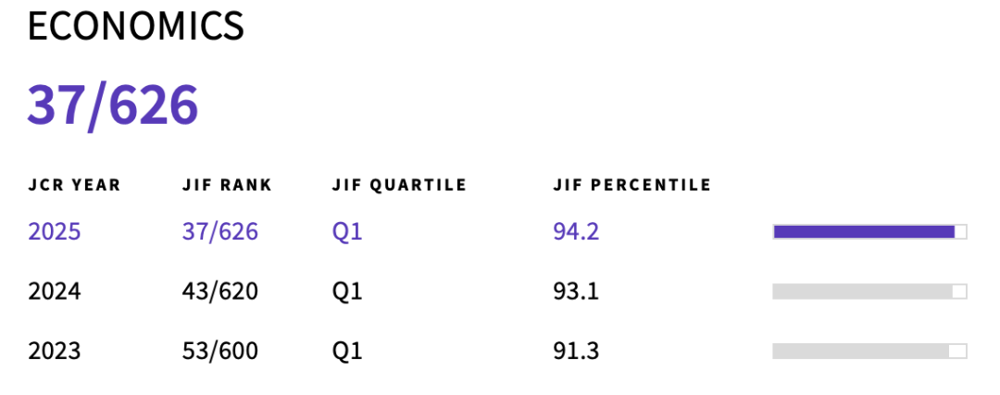 ECONOMICS
37/626
JCR YEAR JIF RANK JIF QUARTILE JIF PERCENTILE
2025 37/626 Q1 94.2
2024 43/620 Q1 93.1
2023 53/600 Q1 91.3